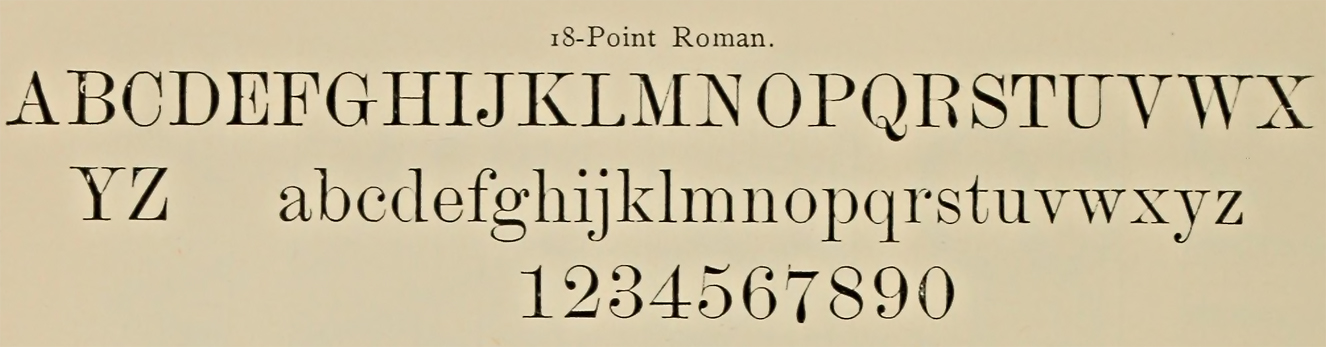 18-Point Roman.
ABCDEFGHIJKLMNOPQRSTUVWX
YZ abcdefghijklmnopqrstuvwxyz
1234567890